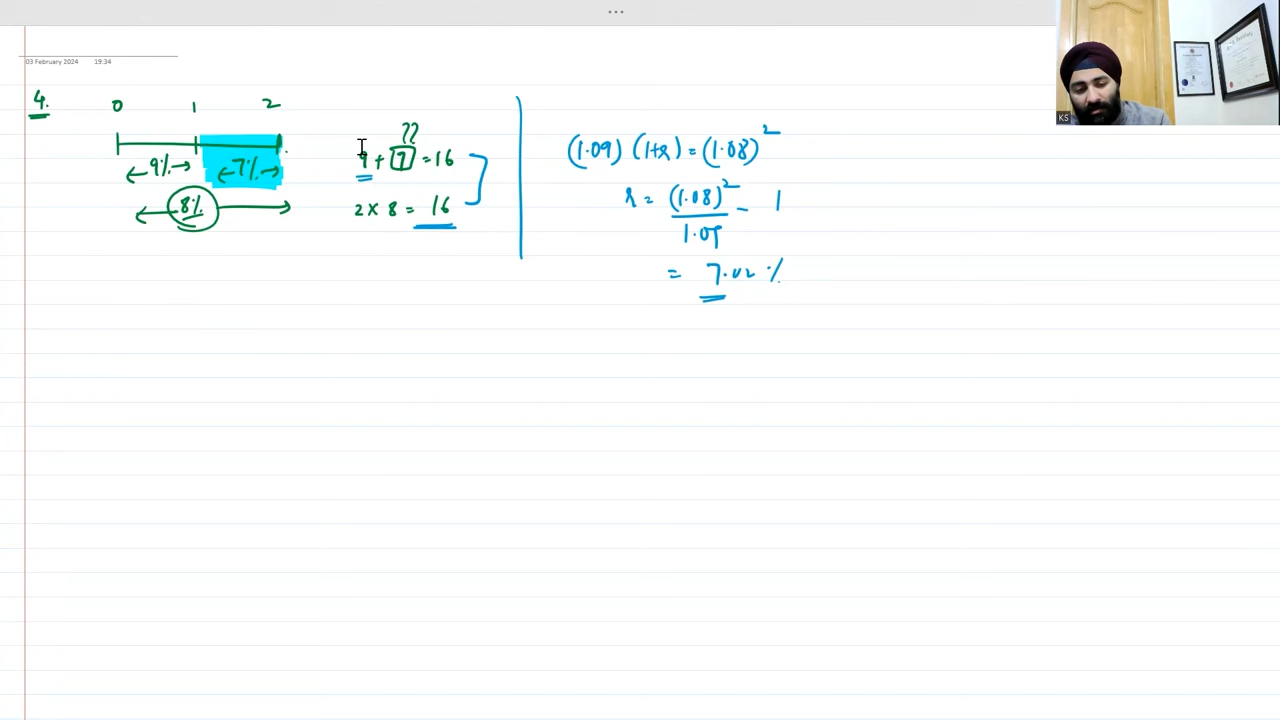 03 February 2024 19:34
4. 0 1 2
9% 7%
8%
??
9 + 7 = 16
2 × 8 = 16
(1.09) (1+r) = (1.08)²
r = (1.08)² / 1.09 - 1
= 7.02 %
KS